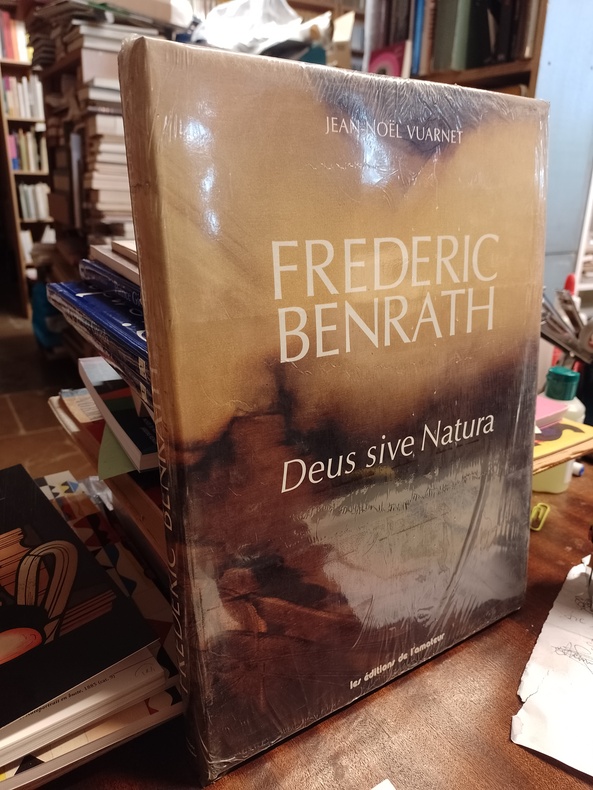 JEAN-NOËL VUARNET
FREDERIC
BENRATH
Deus sive Natura
les éditions de l'amateur
FREDERIC BENRATH